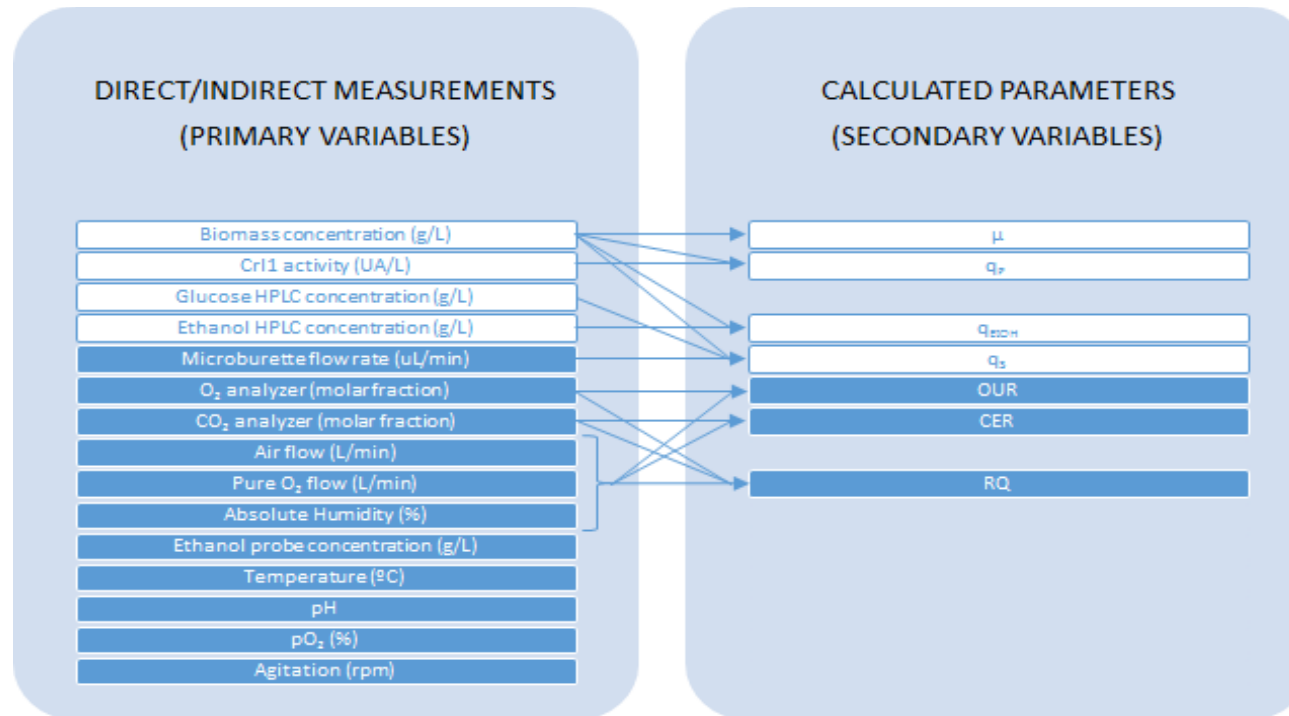 DIRECT/INDIRECT MEASUREMENTS
(PRIMARY VARIABLES)
Biomass concentration (g/L)
Crl1 activity (UA/L)
Glucose HPLC concentration (g/L)
Ethanol HPLC concentration (g/L)
Microburette flow rate (uL/min)
O₂ analyzer (molar fraction)
CO₂ analyzer (molar fraction)
Air flow (L/min)
Pure O₂ flow (L/min)
Absolute Humidity (%)
Ethanol probe concentration (g/L)
Temperature (ºC)
pH
pO₂ (%)
Agitation (rpm)
CALCULATED PARAMETERS
(SECONDARY VARIABLES)
μ
qₚ
q_EtOH
qₛ
OUR
CER
RQ